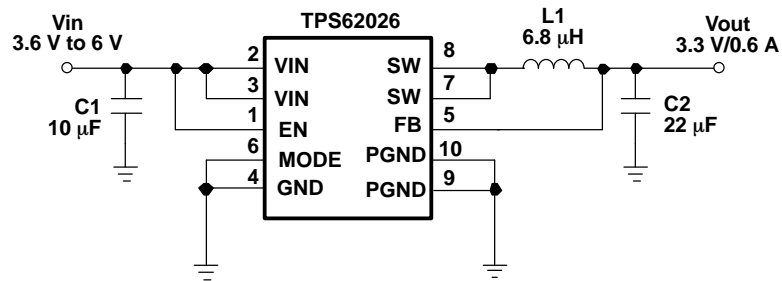 TPS62026
Vin
3.6 V to 6 V
C1
10 μF
2
VIN
3
VIN
1
EN
6
MODE
4
GND
SW
8
SW
7
FB
5
PGND
10
PGND
9
L1
6.8 μH
Vout
3.3 V/0.6 A
C2
22 μF